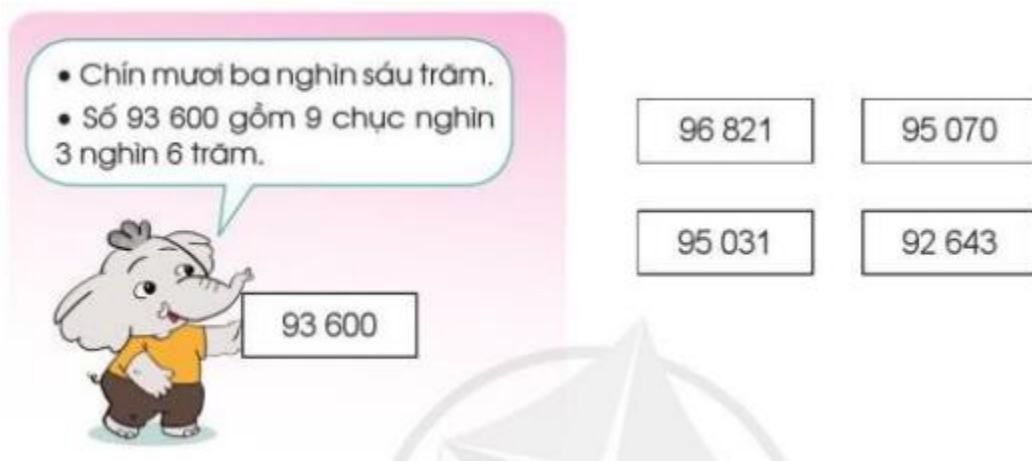 • Chín mươi ba nghìn sáu trăm.
• Số 93 600 gồm 9 chục nghìn
3 nghìn 6 trăm.
93 600
96 821
95 070
95 031
92 643